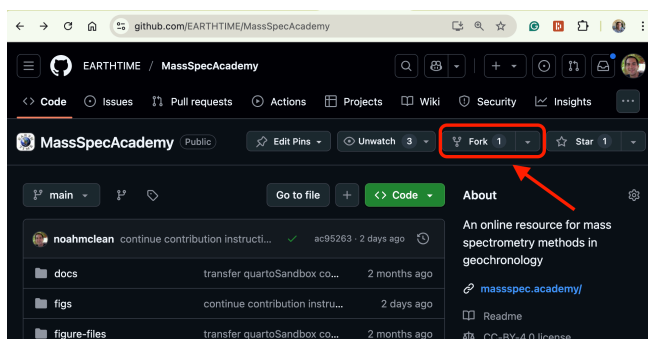 github.com/EARTHTIME/MassSpecAcademy
EARTHTIME / MassSpecAcademy
Code Issues Pull requests Actions Projects Wiki Security Insights
MassSpecAcademy Public Edit Pins Unwatch 3 Fork 1 Star 1
main Go to file Code About
An online resource for mass
spectrometry methods in
geochronology
noahmclean continue contribution instructi... ac95263 · 2 days ago
docs transfer quartoSandbox co... 2 months ago
massspec.academy/
figs continue contribution instru... 2 days ago
Readme
figure-files transfer quartoSandbox co... 2 months ago
CC-BY-4.0 license